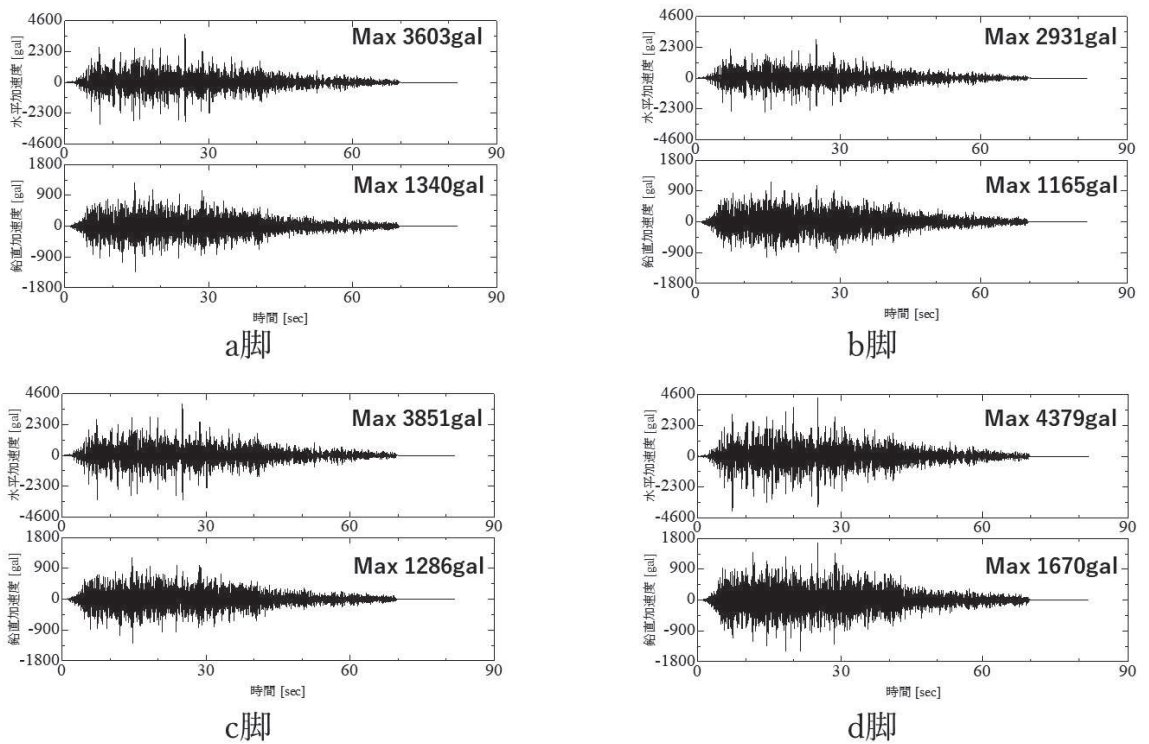 4600
2300
0
-2300
-4600
水平加速度 [gal]
Max 3603gal
0 30 60 90
1800
900
0
-900
-1800
鉛直加速度 [gal]
Max 1340gal
0 30 60 90
時間 [sec]
a脚
4600
2300
0
-2300
-4600
水平加速度 [gal]
Max 2931gal
0 30 60 90
1800
900
0
-900
-1800
鉛直加速度 [gal]
Max 1165gal
0 30 60 90
時間 [sec]
b脚
4600
2300
0
-2300
-4600
水平加速度 [gal]
Max 3851gal
0 30 60 90
1800
900
0
-900
-1800
鉛直加速度 [gal]
Max 1286gal
0 30 60 90
時間 [sec]
c脚
4600
2300
0
-2300
-4600
水平加速度 [gal]
Max 4379gal
0 30 60 90
1800
900
0
-900
-1800
鉛直加速度 [gal]
Max 1670gal
0 30 60 90
時間 [sec]
d脚